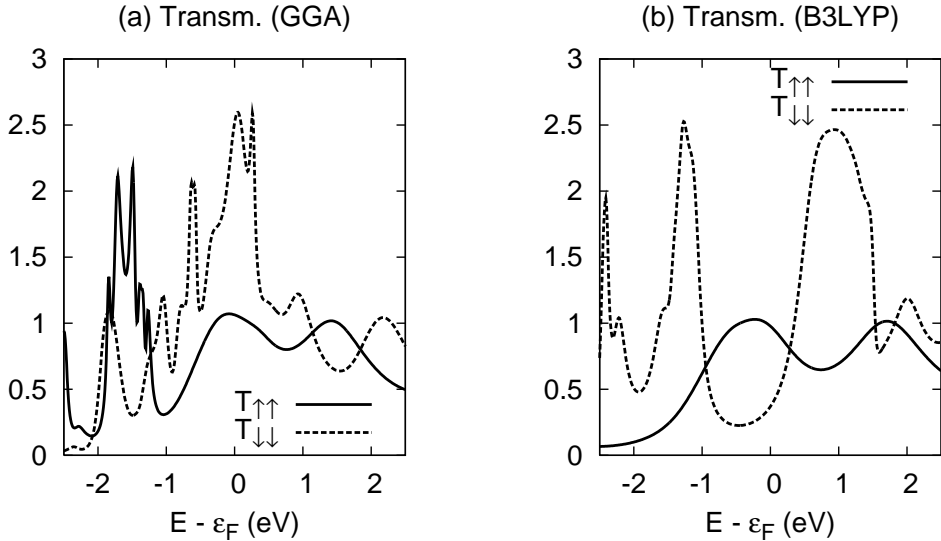 (a) Transm. (GGA)
3
2.5
2
1.5
1
0.5
0
T↑↑
T↓↓
-2 -1 0 1 2
E - εF (eV)
(b) Transm. (B3LYP)
3
2.5
2
1.5
1
0.5
0
T↑↑
T↓↓
-2 -1 0 1 2
E - εF (eV)